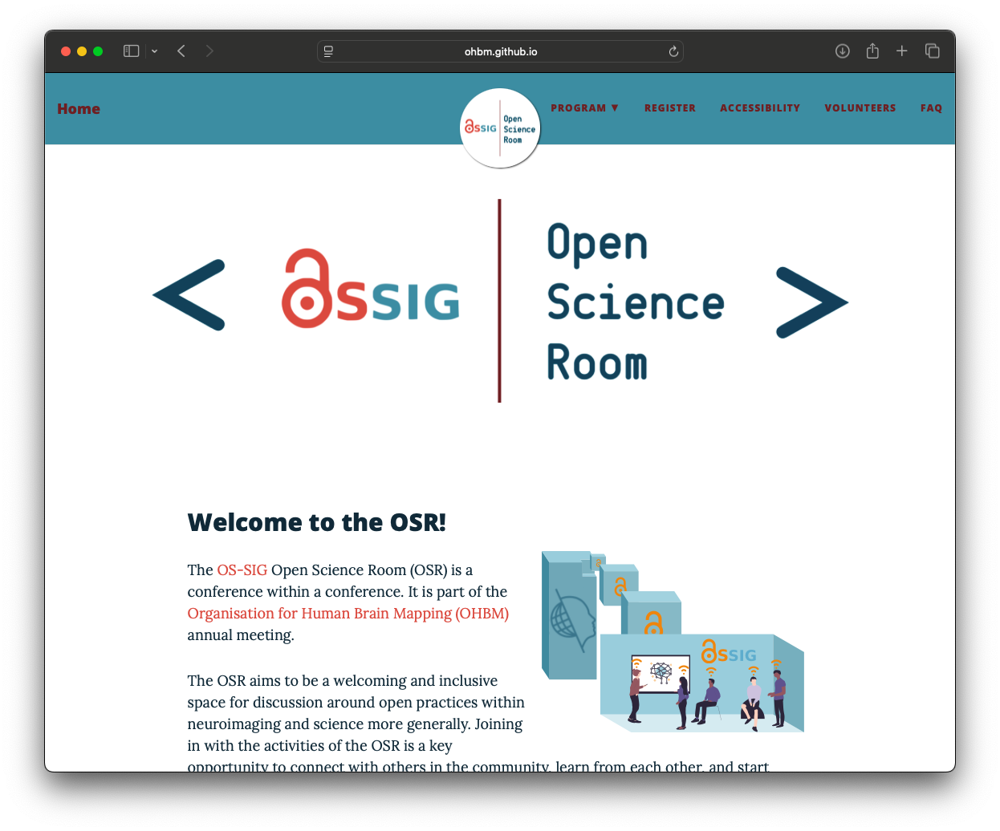 ohbm.github.io
Home
OSSIG
Open
Science
Room
PROGRAM ▼
REGISTER
ACCESSIBILITY
VOLUNTEERS
FAQ
<
OSSIG
Open
Science
Room
>
Welcome to the OSR!
The OS-SIG Open Science Room (OSR) is a
conference within a conference. It is part of the
Organisation for Human Brain Mapping (OHBM)
annual meeting.
OSSIG
The OSR aims to be a welcoming and inclusive
space for discussion around open practices within
neuroimaging and science more generally. Joining
in with the activities of the OSR is a key
opportunity to connect with others in the community, learn from each other, and start